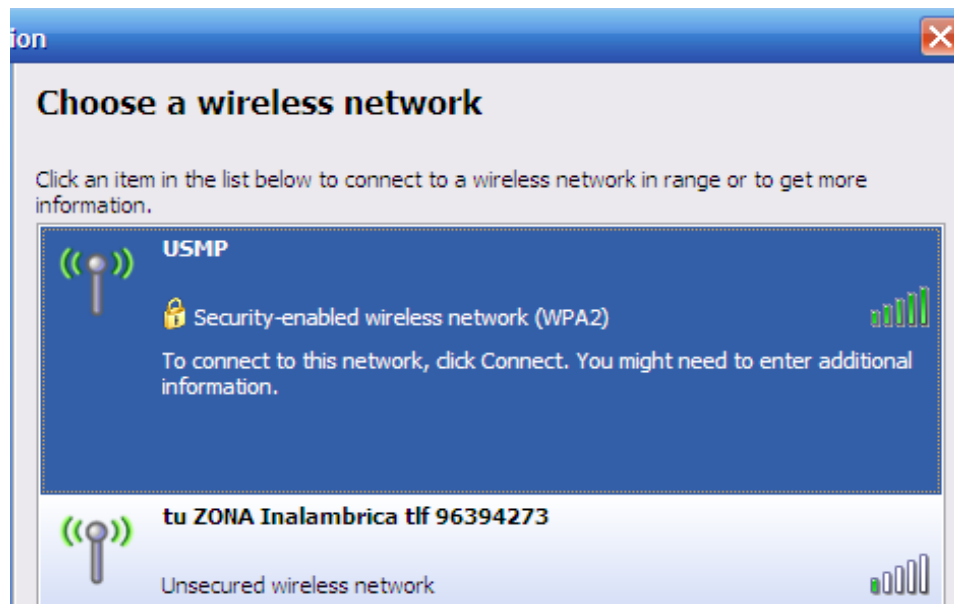 ion
Choose a wireless network
Click an item in the list below to connect to a wireless network in range or to get more
information.
USMP
Security-enabled wireless network (WPA2)
To connect to this network, click Connect. You might need to enter additional
information.
tu ZONA Inalambrica tlf 96394273
Unsecured wireless network